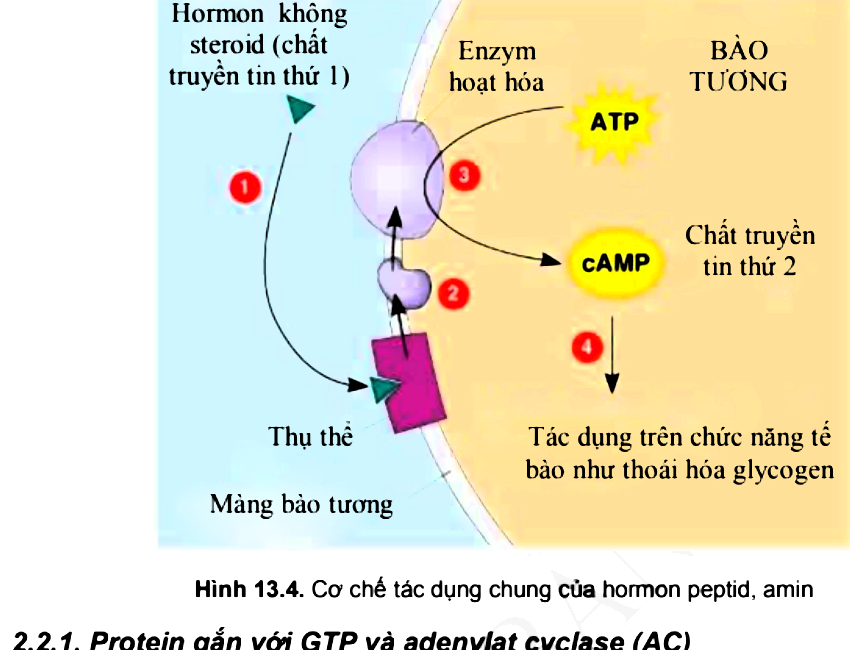 Hormon không
steroid (chất
truyền tin thứ 1)
Enzym
hoạt hóa
BÀO
TƯƠNG
ATP
1
3
Chất truyền
tin thứ 2
cAMP
2
4
Thụ thể
Tác dụng trên chức năng tế
bào như thoái hóa glycogen
Màng bào tương
Hình 13.4. Cơ chế tác dụng chung của hormon peptid, amin
2.2.1. Protein gắn với GTP và adenylat cyclase (AC)